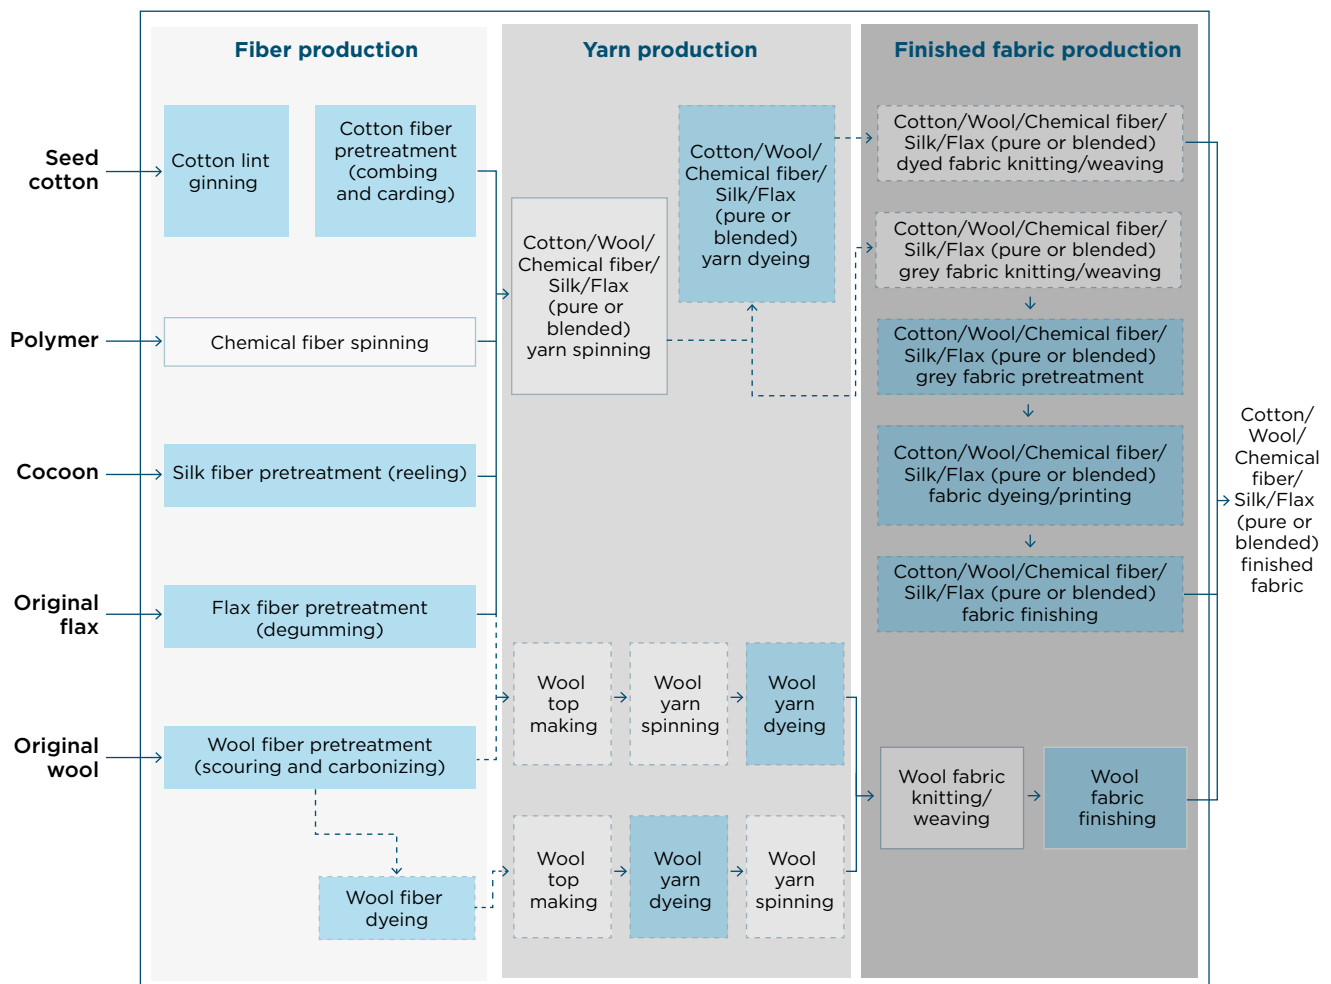 Fiber production
Yarn production
Finished fabric production
Seed
cotton
Cotton lint
ginning
Cotton fiber
pretreatment
(combing
and carding)
Polymer
Chemical fiber spinning
Cocoon
Silk fiber pretreatment (reeling)
Original
flax
Flax fiber pretreatment
(degumming)
Original
wool
Wool fiber pretreatment
(scouring and carbonizing)
Wool fiber
dyeing
Cotton/Wool/
Chemical fiber/
Silk/Flax
(pure or
blended)
yarn spinning
Cotton/Wool/
Chemical fiber/
Silk/Flax
(pure or
blended)
yarn dyeing
Wool
top
making
Wool
yarn
spinning
Wool
yarn
dyeing
Wool
top
making
Wool
yarn
dyeing
Wool
yarn
spinning
Cotton/Wool/Chemical fiber/
Silk/Flax (pure or blended)
dyed fabric knitting/weaving
Cotton/Wool/Chemical fiber/
Silk/Flax (pure or blended)
grey fabric knitting/weaving
Cotton/Wool/Chemical fiber/
Silk/Flax (pure or blended)
grey fabric pretreatment
Cotton/Wool/Chemical fiber/
Silk/Flax (pure or blended)
fabric dyeing/printing
Cotton/Wool/Chemical fiber/
Silk/Flax (pure or blended)
fabric finishing
Wool fabric
knitting/
weaving
Wool
fabric
finishing
Cotton/
Wool/
Chemical
fiber/
Silk/Flax
(pure or
blended)
finished
fabric